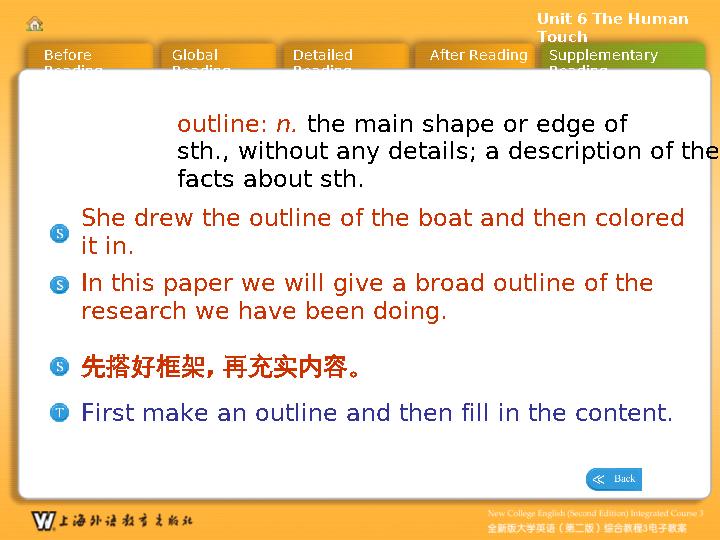 Unit 6 The Human
Touch
Before
Reading
Global
Reading
Detailed
Reading
After Reading
Supplementary
Reading
outline: n. the main shape or edge of
sth., without any details; a description of the
facts about sth.
S
She drew the outline of the boat and then colored
it in.
S
In this paper we will give a broad outline of the
research we have been doing.
S
先搭好框架, 再充实内容。
T
First make an outline and then fill in the content.
≪ Back
W 上海外语教育出版社
New College English (Second Edition) Integrated Course 3
全新版大学英语（第二版）综合教程3电子教案